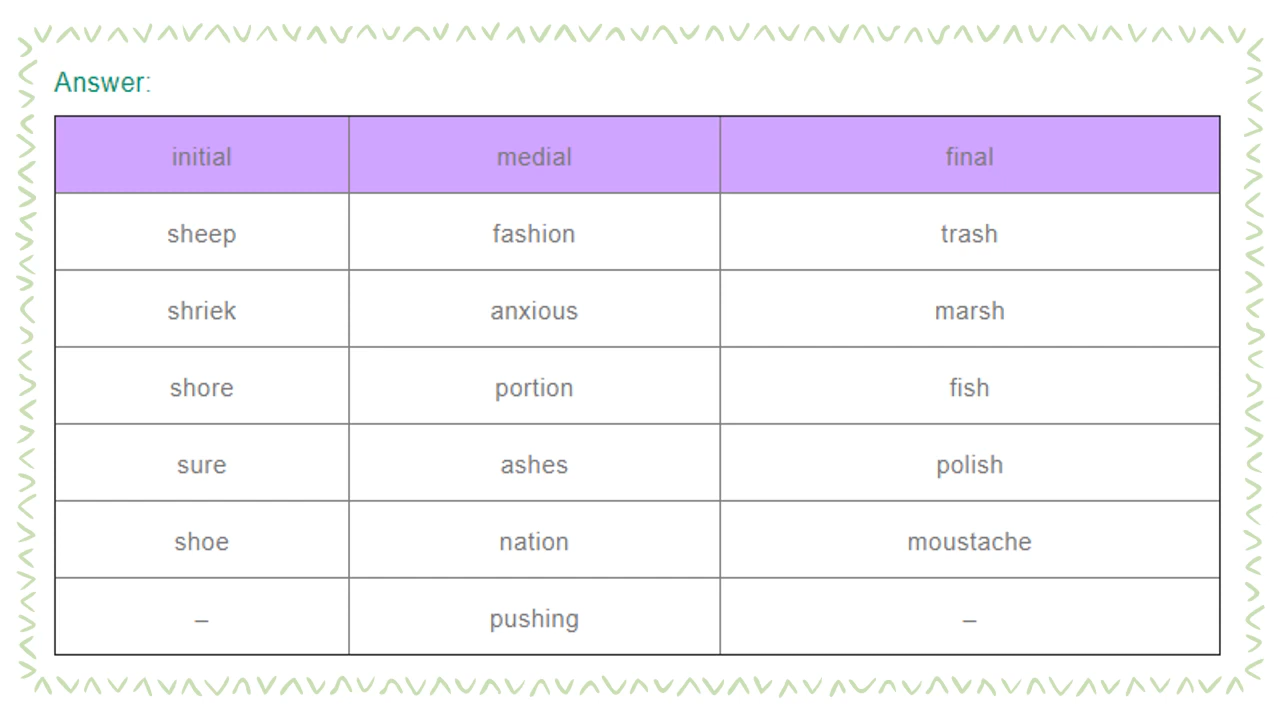 Answer:
initial medial final
sheep fashion trash
shriek anxious marsh
shore portion fish
sure ashes polish
shoe nation moustache
– pushing –